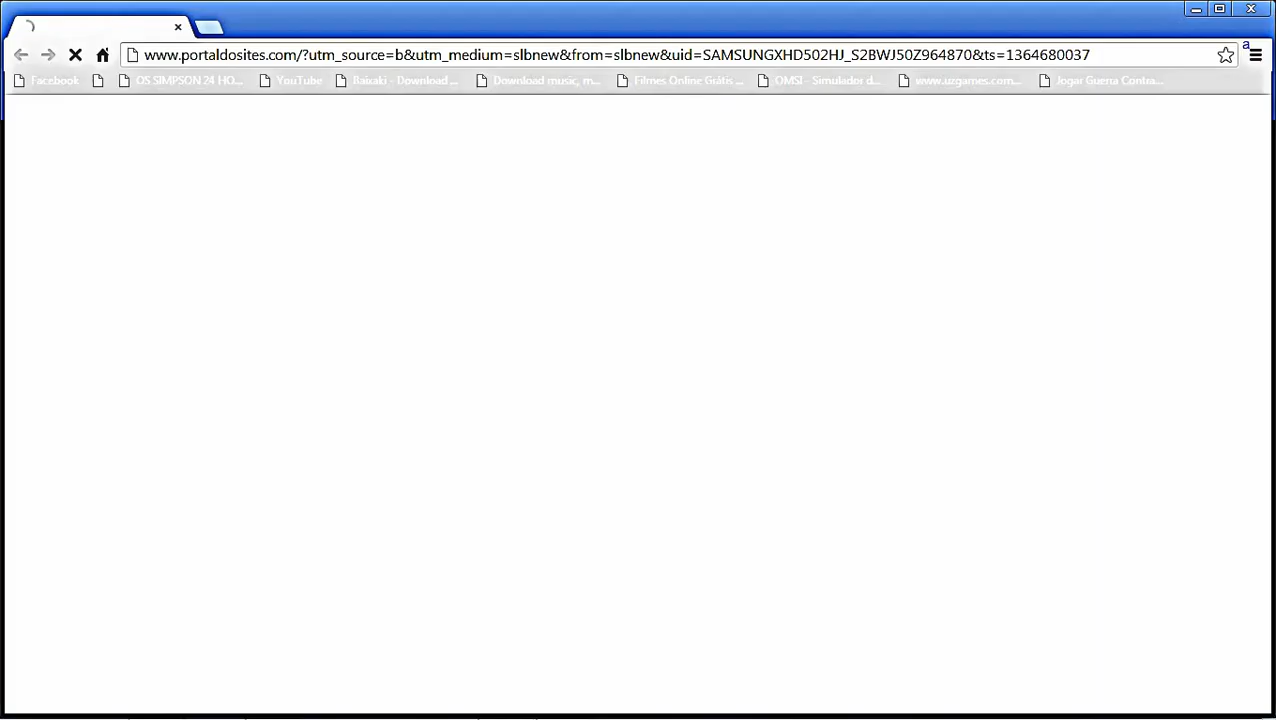 www.portaldosites.com/?utm_source=b&utm_medium=slbnew&from=slbnew&uid=SAMSUNGXHD502HJ_S2BWJ50Z964870&ts=1364680037
a
Facebook OS SIMPSON 24 HO... YouTube Baixaki - Download ... Download music, m... Filmes Online Grátis ... OMSI - Simulador d... www.uzgames.com... Jogar Guerra Contra...